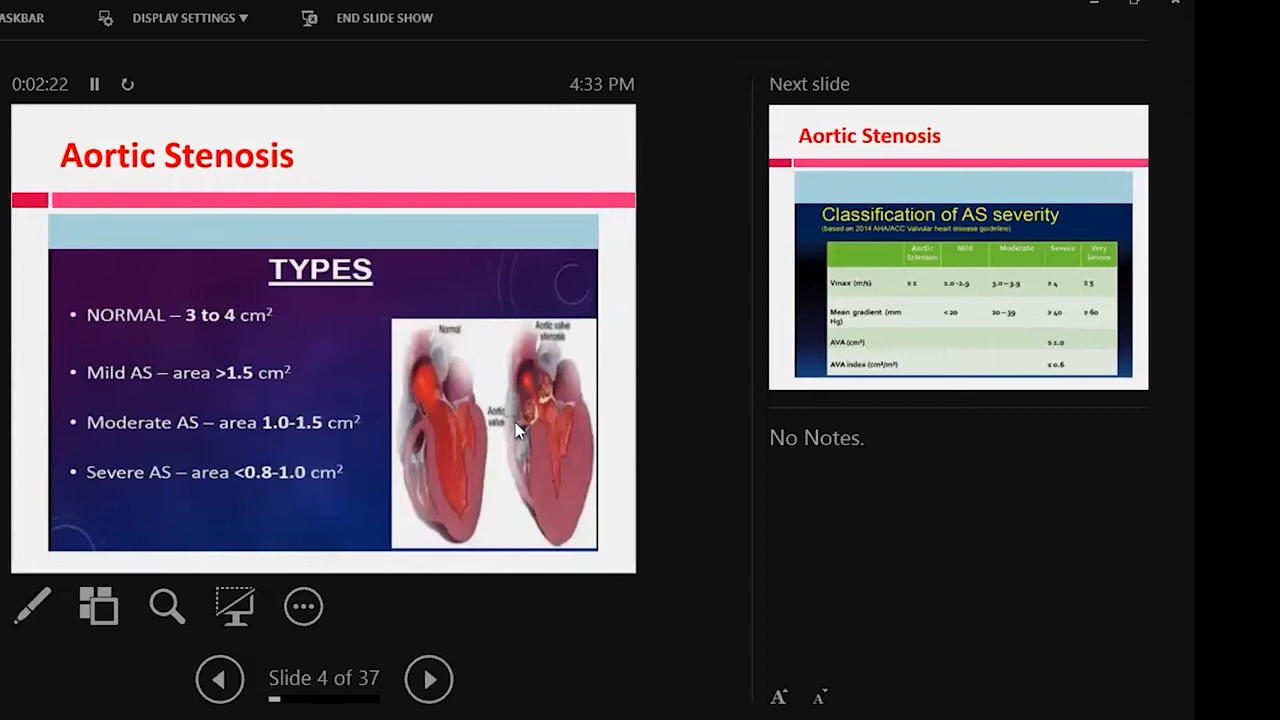 ASKBAR
DISPLAY SETTINGS ▼
END SLIDE SHOW
0:02:22
4:33 PM
Aortic Stenosis
TYPES
• NORMAL – 3 to 4 cm²
• Mild AS – area >1.5 cm²
• Moderate AS – area 1.0-1.5 cm²
• Severe AS – area <0.8-1.0 cm²
Normal
Aortic valve
stenosis
Aortic
valve
Slide 4 of 37
Next slide
Aortic Stenosis
Classification of AS severity
(based on 2014 AHA/ACC Valvular heart disease guideline)
Aortic Sclerosis Mild Moderate Severe Very Severe
Vmax (m/s) ≤ 2 2.0 -2.9 3.0 – 3.9 ≥ 4 ≥ 5
Mean gradient (mm Hg) < 20 20 – 39 ≥ 40 ≥ 60
AVA (cm²) ≤ 1.0
AVA index (cm²/m²) ≤ 0.6
No Notes.
A A